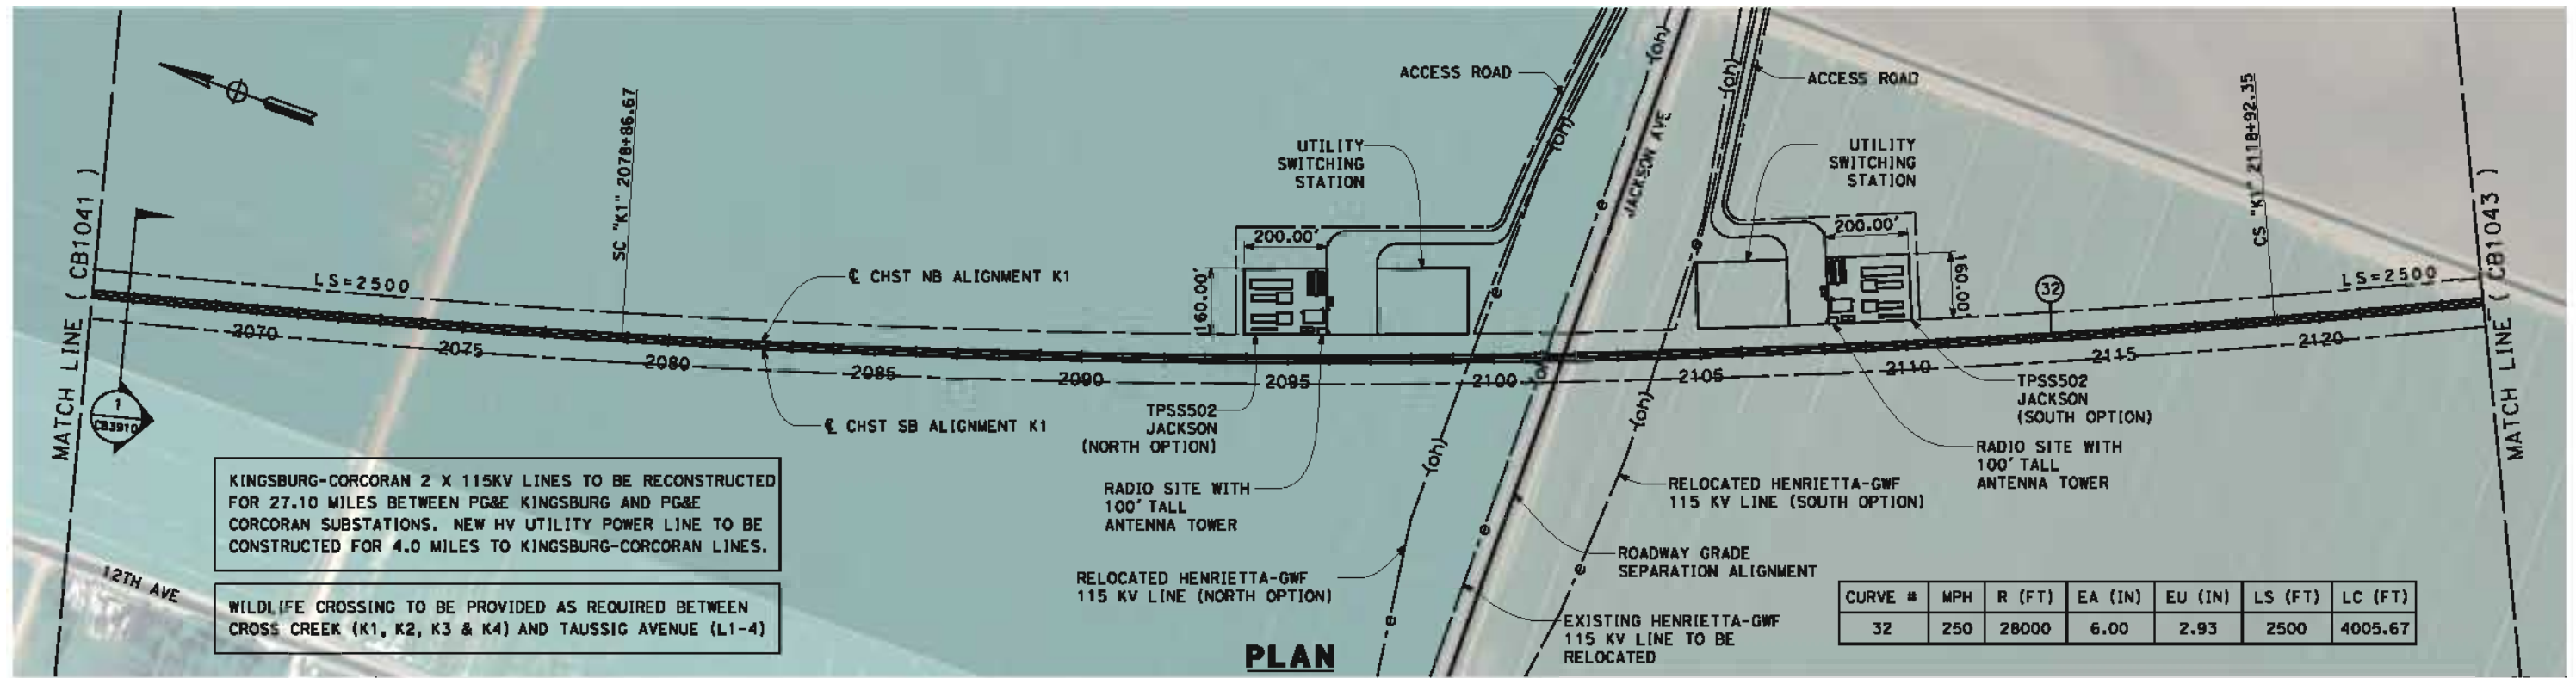 MATCH LINE ( CB1041 )
1
CB3910
LS=2500
SC "K1" 2078+86.67
2070
2075
2080
2085
2090
2095
2100
2105
2110
2115
2120
℄ CHST NB ALIGNMENT K1
℄ CHST SB ALIGNMENT K1
ACCESS ROAD
UTILITY
SWITCHING
STATION
200.00'
160.00'
TPSS502
JACKSON
(NORTH OPTION)
RADIO SITE WITH
100' TALL
ANTENNA TOWER
RELOCATED HENRIETTA-GWF
115 KV LINE (NORTH OPTION)
(oh)
(oh)
(oh)
(oh)
(oh)
(oh)
e
e
e
e
e
e
JACKSON AVE
ACCESS ROAD
UTILITY
SWITCHING
STATION
200.00'
160.00'
32
CS "K1" 2118+92.35
LS=2500
MATCH LINE ( CB1043 )
TPSS502
JACKSON
(SOUTH OPTION)
RADIO SITE WITH
100' TALL
ANTENNA TOWER
RELOCATED HENRIETTA-GWF
115 KV LINE (SOUTH OPTION)
ROADWAY GRADE
SEPARATION ALIGNMENT
EXISTING HENRIETTA-GWF
115 KV LINE TO BE
RELOCATED
KINGSBURG-CORCORAN 2 X 115KV LINES TO BE RECONSTRUCTED
FOR 27.10 MILES BETWEEN PG&E KINGSBURG AND PG&E
CORCORAN SUBSTATIONS. NEW HV UTILITY POWER LINE TO BE
CONSTRUCTED FOR 4.0 MILES TO KINGSBURG-CORCORAN LINES.
12TH AVE
WILDLIFE CROSSING TO BE PROVIDED AS REQUIRED BETWEEN
CROSS CREEK (K1, K2, K3 & K4) AND TAUSSIG AVENUE (L1-4)
PLAN
CURVE # MPH R (FT) EA (IN) EU (IN) LS (FT) LC (FT)
32 250 28000 6.00 2.93 2500 4005.67